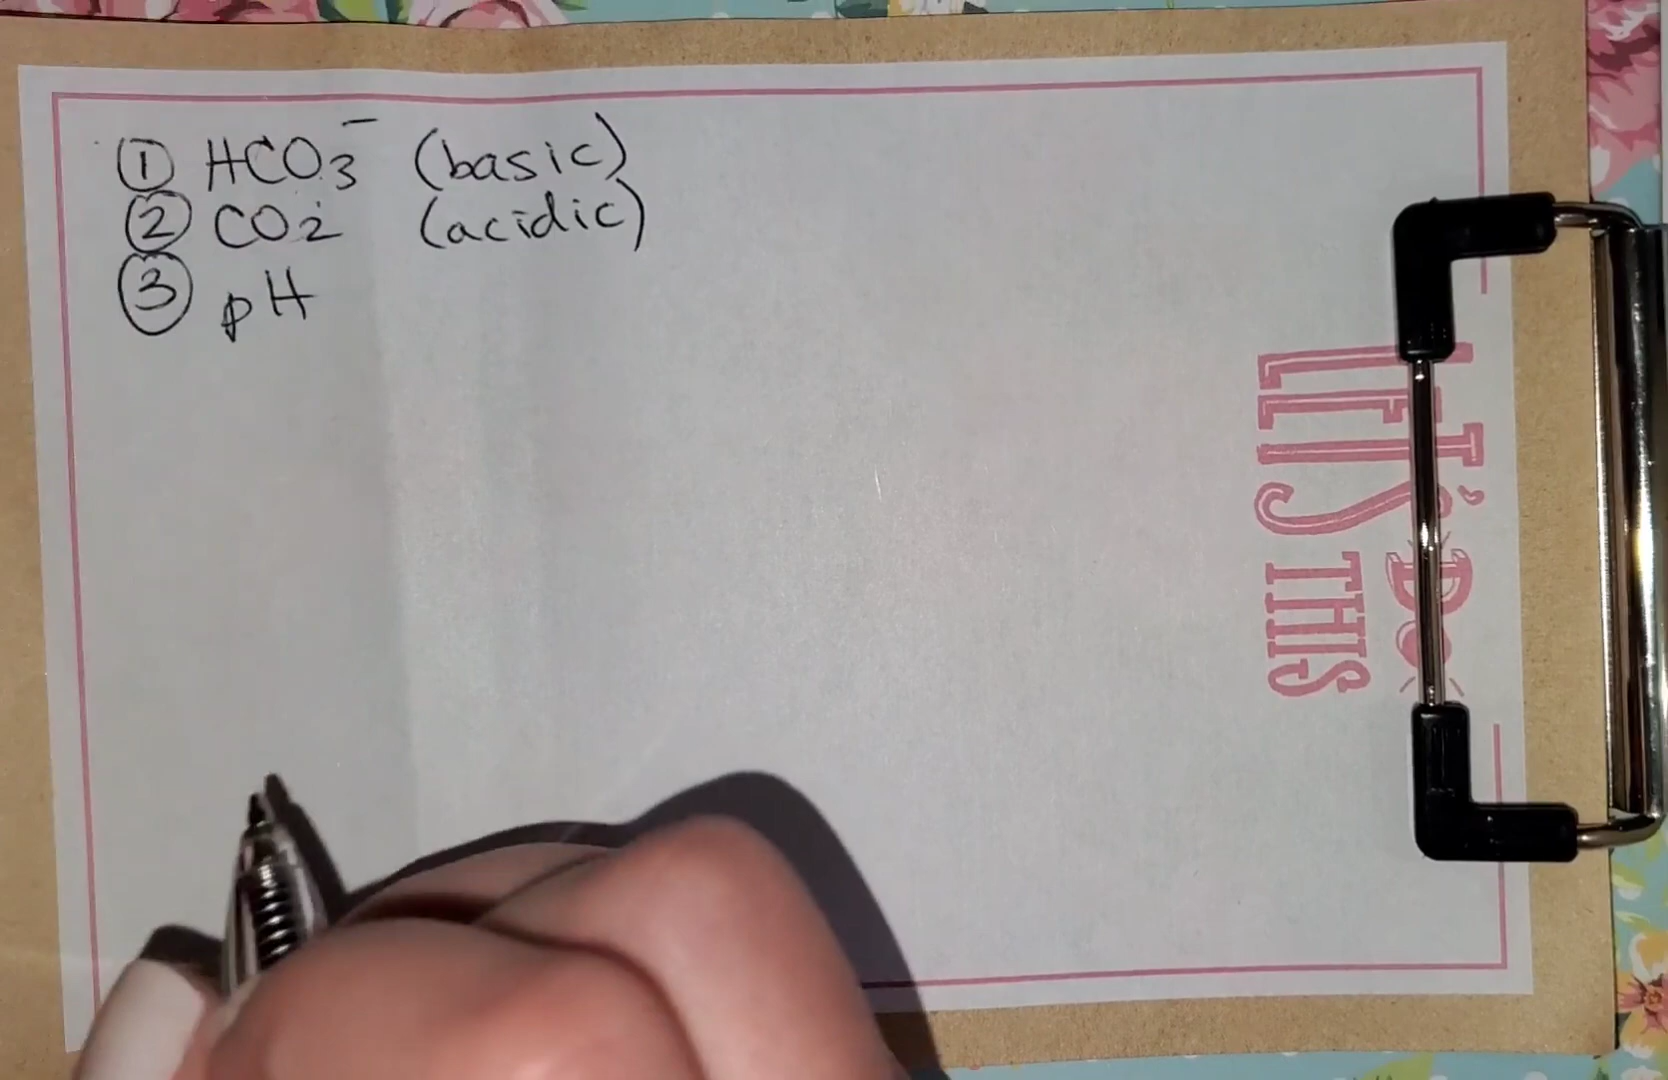 ① HCO₃⁻ (basic)
② CO₂ (acidic)
③ pH
LET'S DO
THIS